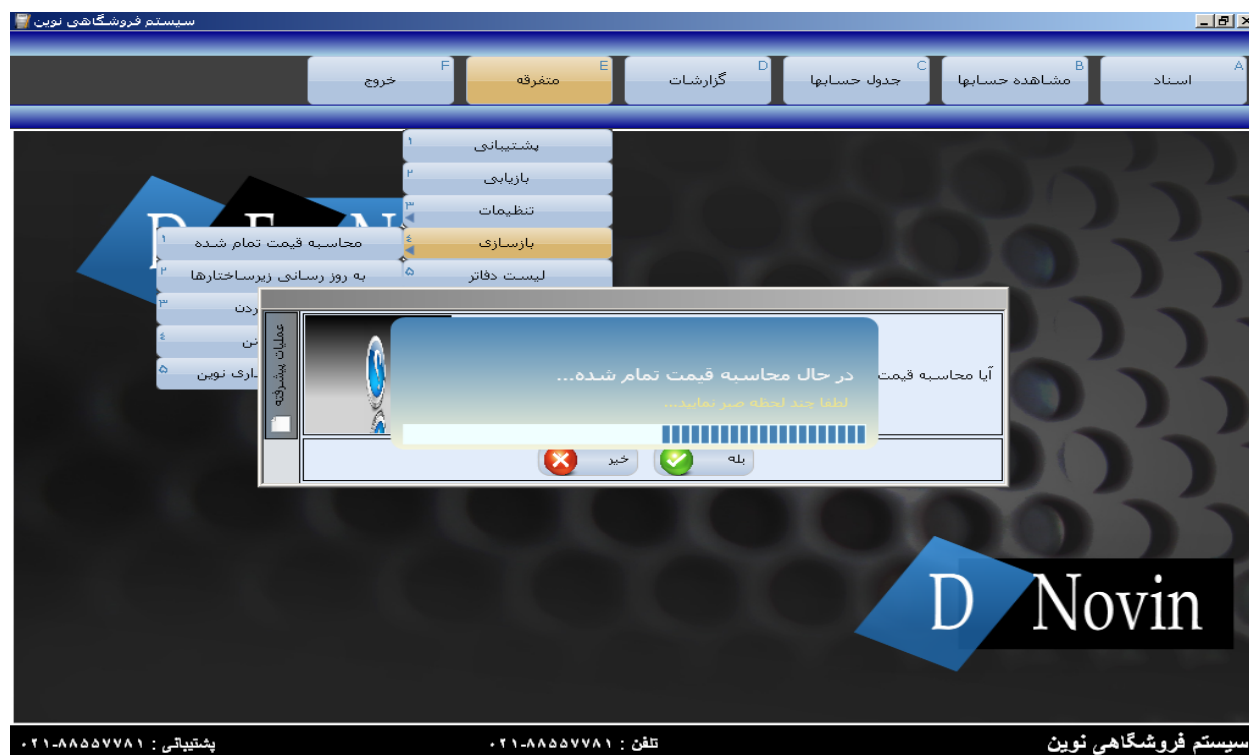 سیستم فروشگاهی نوین
A اسناد
B مشاهده حسابها
C جدول حسابها
D گزارشات
E متفرقه
F خروج
۱ پشتیبانی
۲ بازیابی
۳ تنظیمات
۴ بازسازی
۵ لیست دفاتر
۱ محاسبه قیمت تمام شده
۲ به روز رسانی زیرساختارها
۳
۴
۵ نوین
عملیات پیشرفته
آیا محاسبه قیمت
در حال محاسبه قیمت تمام شده...
لطفا چند لحظه صبر نمایید...
بله
خیر
D Novin
سیستم فروشگاهی نوین
تلفن : ۰۲۱-۸۸۵۵۷۷۸۱
پشتیبانی : ۰۲۱-۸۸۵۵۷۷۸۱